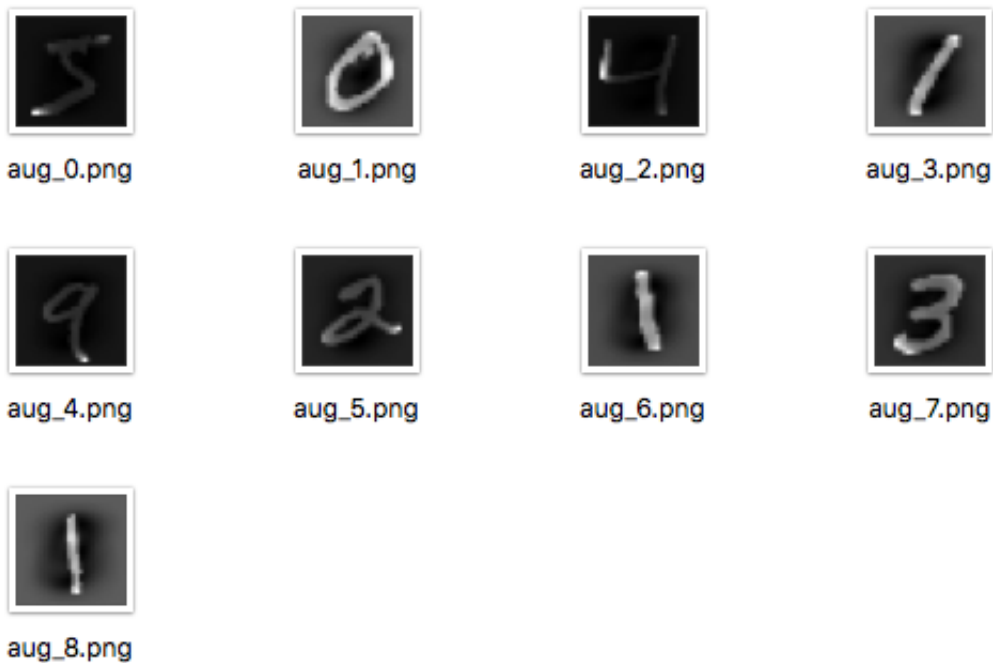 5 0 4 1
aug_0.png aug_1.png aug_2.png aug_3.png
9 2 1 3
aug_4.png aug_5.png aug_6.png aug_7.png
1
aug_8.png